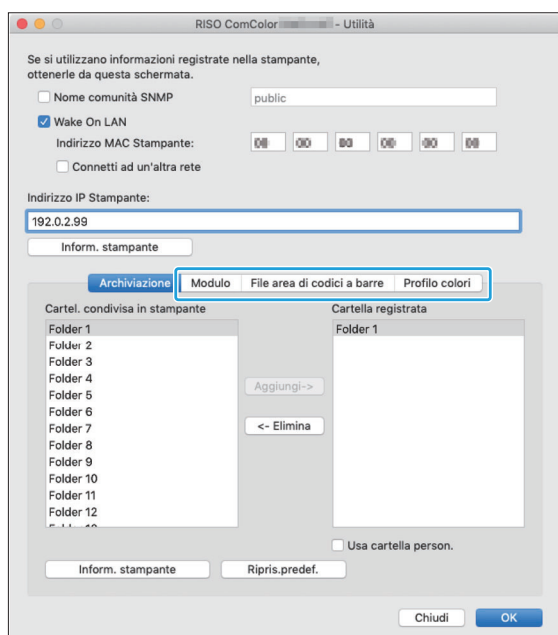 RISO ComColor - Utilità
Se si utilizzano informazioni registrate nella stampante,
ottenerle da questa schermata.
Nome comunità SNMP
public
Wake On LAN
Indirizzo MAC Stampante:
Connetti ad un'altra rete
Indirizzo IP Stampante:
192.0.2.99
Inform. stampante
Archiviazione Modulo File area di codici a barre Profilo colori
Cartel. condivisa in stampante
Cartella registrata
Folder 1
Folder 2
Folder 3
Folder 4
Folder 5
Folder 6
Folder 7
Folder 8
Folder 9
Folder 10
Folder 11
Folder 12
Folder 1
Aggiungi->
<- Elimina
Usa cartella person.
Inform. stampante
Ripris.predef.
Chiudi
OK